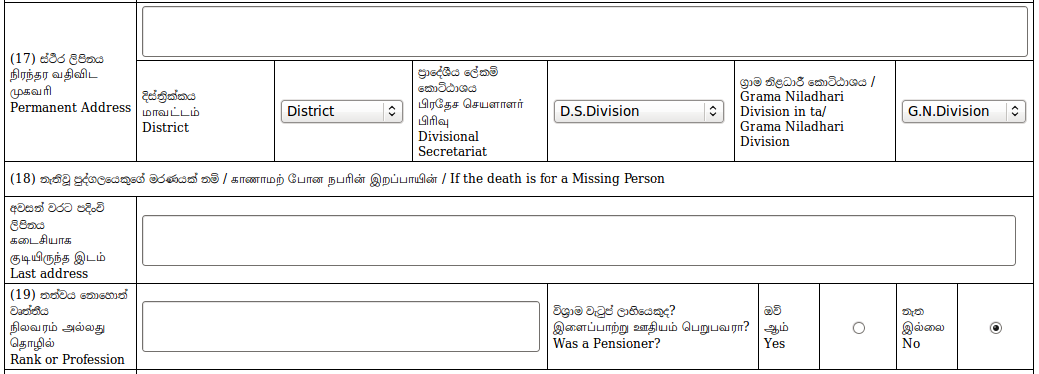 (17) ස්ථිර ලිපිනය
நிரந்தர வதிவிட
முகவரி
Permanent Address
දිස්ත්‍රික්කය
மாவட்டம்
District
District
ප්‍රාදේශීය ලේකම්
කොට්ඨාශය
பிரதேச செயளாளர்
பிரிவு
Divisional
Secretariat
D.S.Division
ග්‍රාම නිළධාරී කොට්ඨාශය /
Grama Niladhari
Division in ta/
Grama Niladhari
Division
G.N.Division
(18) නැතිවූ පුද්ගලයෙකුගේ මරණයක් නම් / காணாமற் போன நபரின் இறப்பாயின் / If the death is for a Missing Person
අවසන් වරට පදිංචි
ලිපිනය
கடைசியாக
குடியிருந்த இடம்
Last address
(19) තත්වය නොහොත්
වෘත්තීය
நிலவரம் அல்லது
தொழில்
Rank or Profession
විශ්‍රාම වැටුප් ලාභියෙකුද?
இளைப்பாற்று ஊதியம் பெறுபவரா?
Was a Pensioner?
ඔව්
ஆம்
Yes
නැත
இல்லை
No